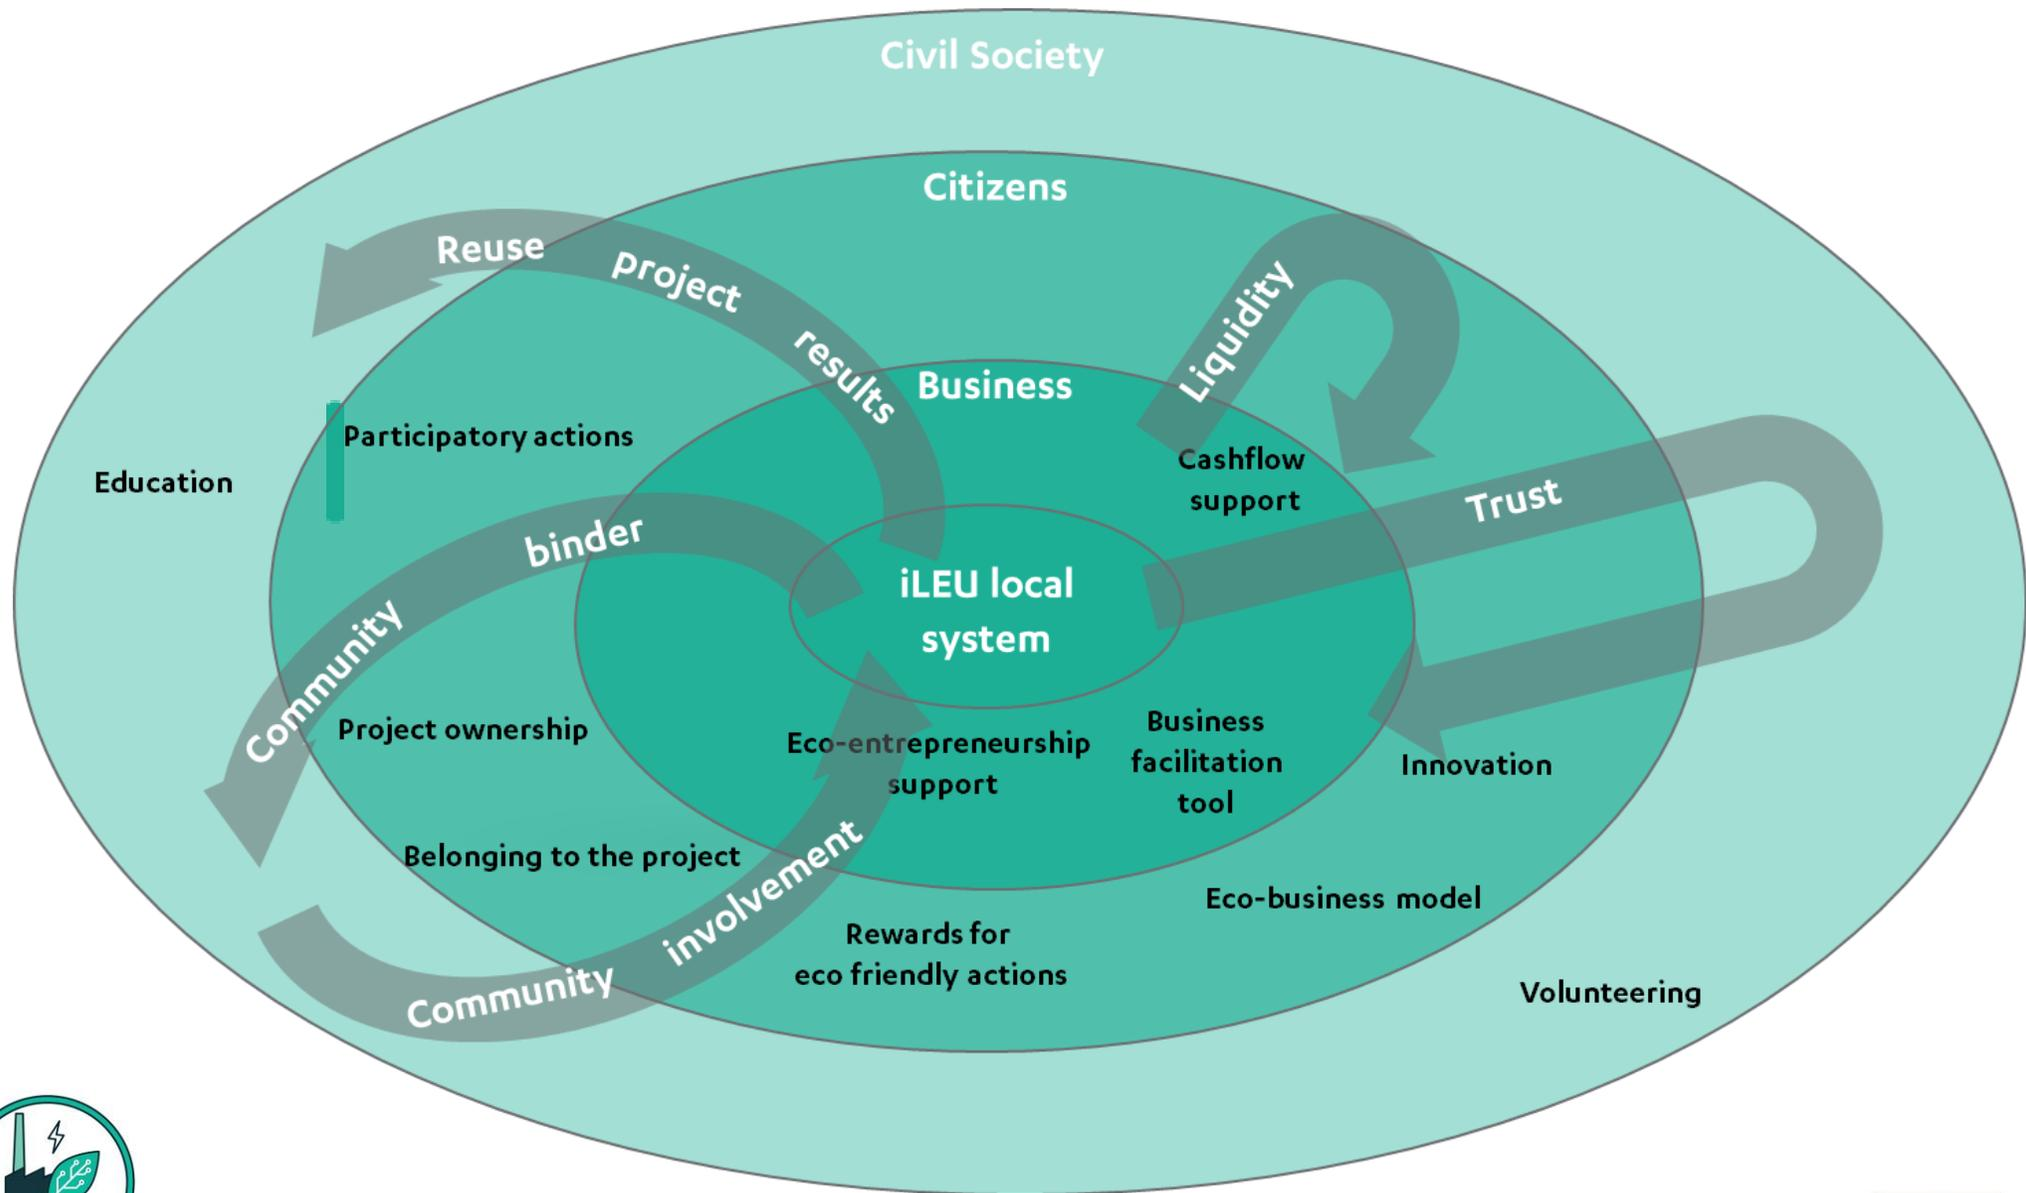 Civil Society
Citizens
Reuse project results
Liquidity
Business
Participatory actions
Cashflow
support
Education
Trust
binder
Community
iLEU local
system
Project ownership
Eco-entrepreneurship
support
Business
facilitation
tool
Innovation
Belonging to the project
Community involvement
Eco-business model
Rewards for
eco friendly actions
Volunteering